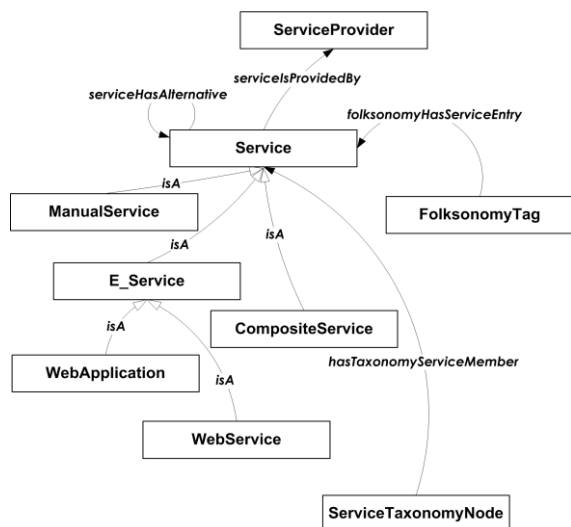 ServiceProvider
serviceIsProvidedBy
serviceHasAlternative
folksonomyHasServiceEntry
Service
isA
ManualService
FolksonomyTag
isA
isA
E_Service
CompositeService
isA
hasTaxonomyServiceMember
WebApplication
isA
WebService
ServiceTaxonomyNode